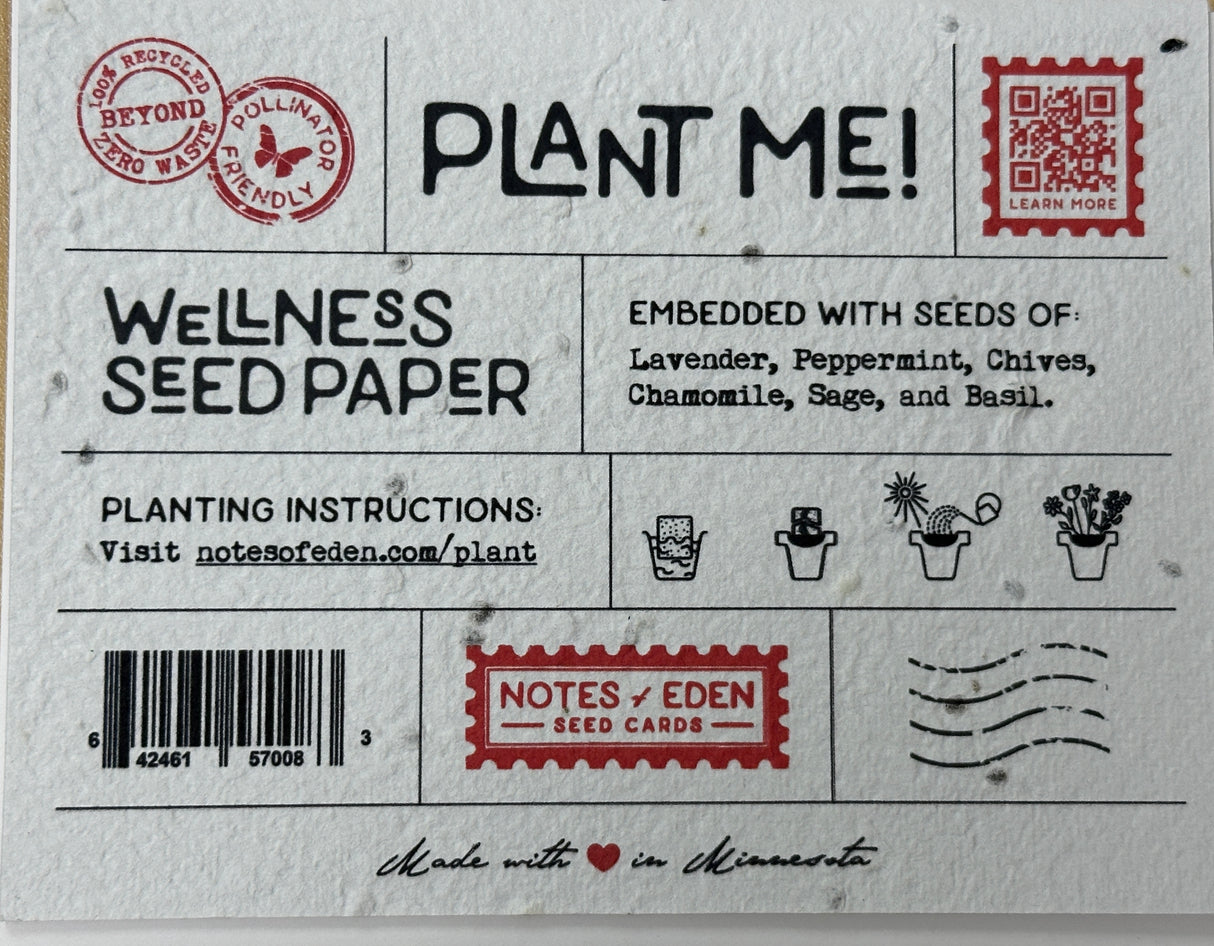 100% RECYCLED
BEYOND
ZERO WASTE
POLLINATOR
FRIENDLY
PLANT ME!
LEARN MORE
WELLNESS
SEED PAPER
EMBEDDED WITH SEEDS OF:
Lavender, Peppermint, Chives,
Chamomile, Sage, and Basil.
PLANTING INSTRUCTIONS:
Visit notesofeden.com/plant
6 42461 57008 3
NOTES of EDEN
SEED CARDS
Made with ❤ in Minnesota